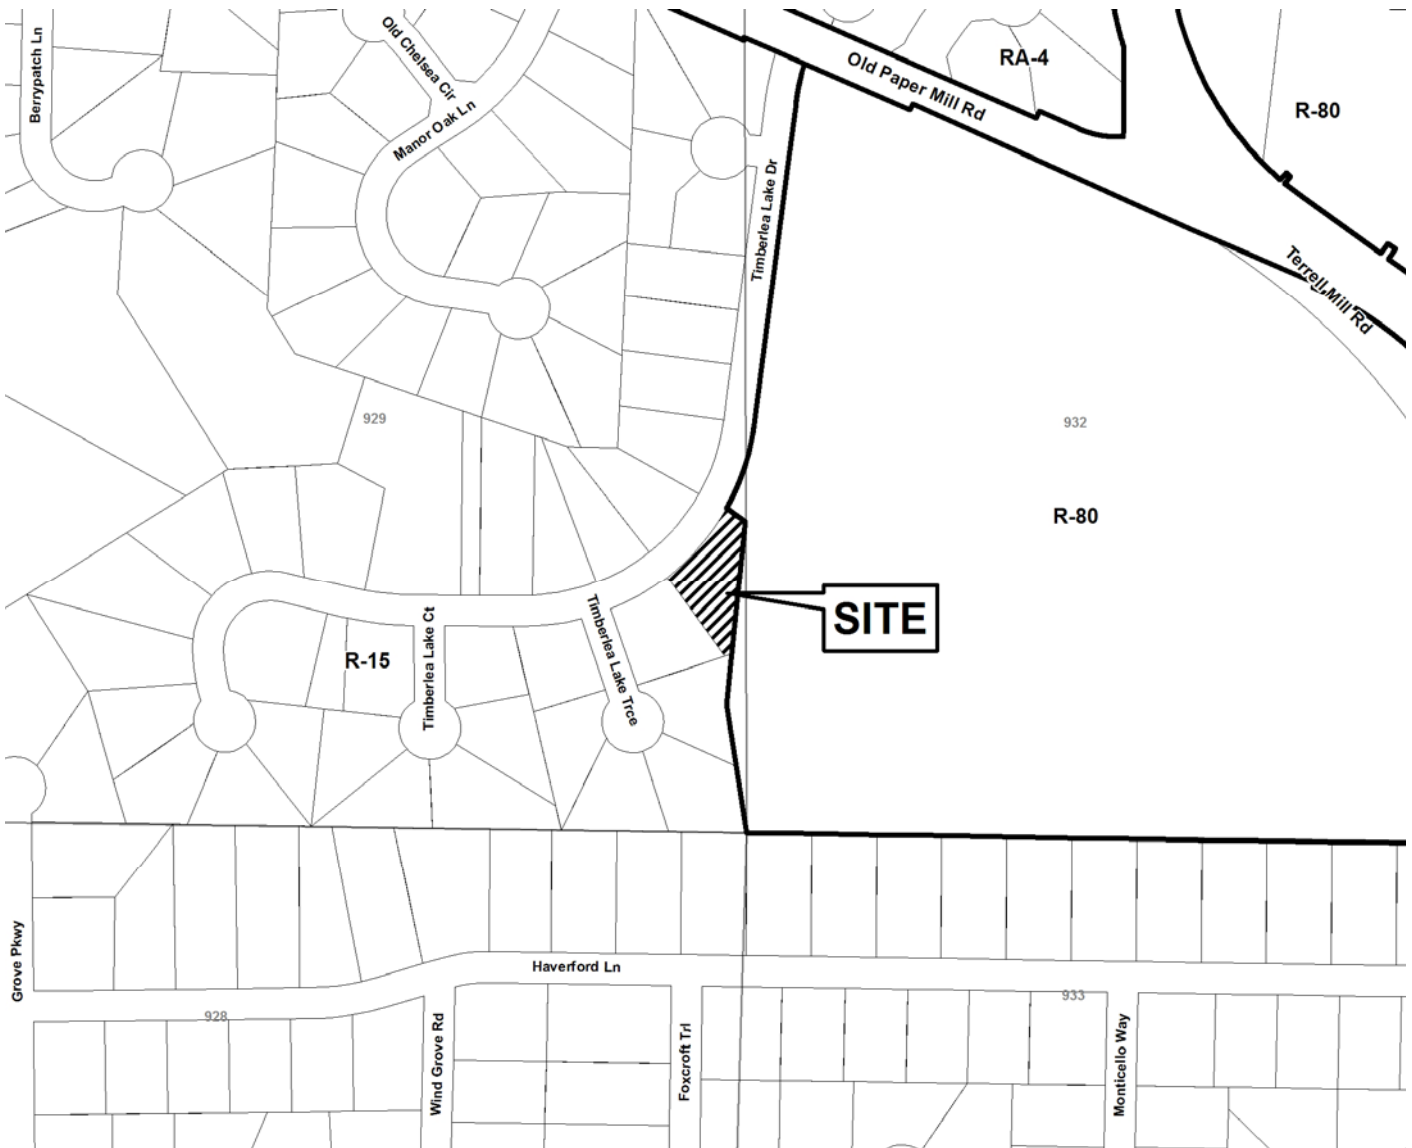 Berrypatch Ln
Old Chelsea Cir
Manor Oak Ln
Old Paper Mill Rd
RA-4
R-80
Timberlea Lake Dr
Terrell Mill Rd
929
932
R-80
SITE
R-15
Timberlea Lake Ct
Timberlea Lake Trce
Grove Pkwy
Haverford Ln
928
933
Wind Grove Rd
Foxcroft Trl
Monticello Way